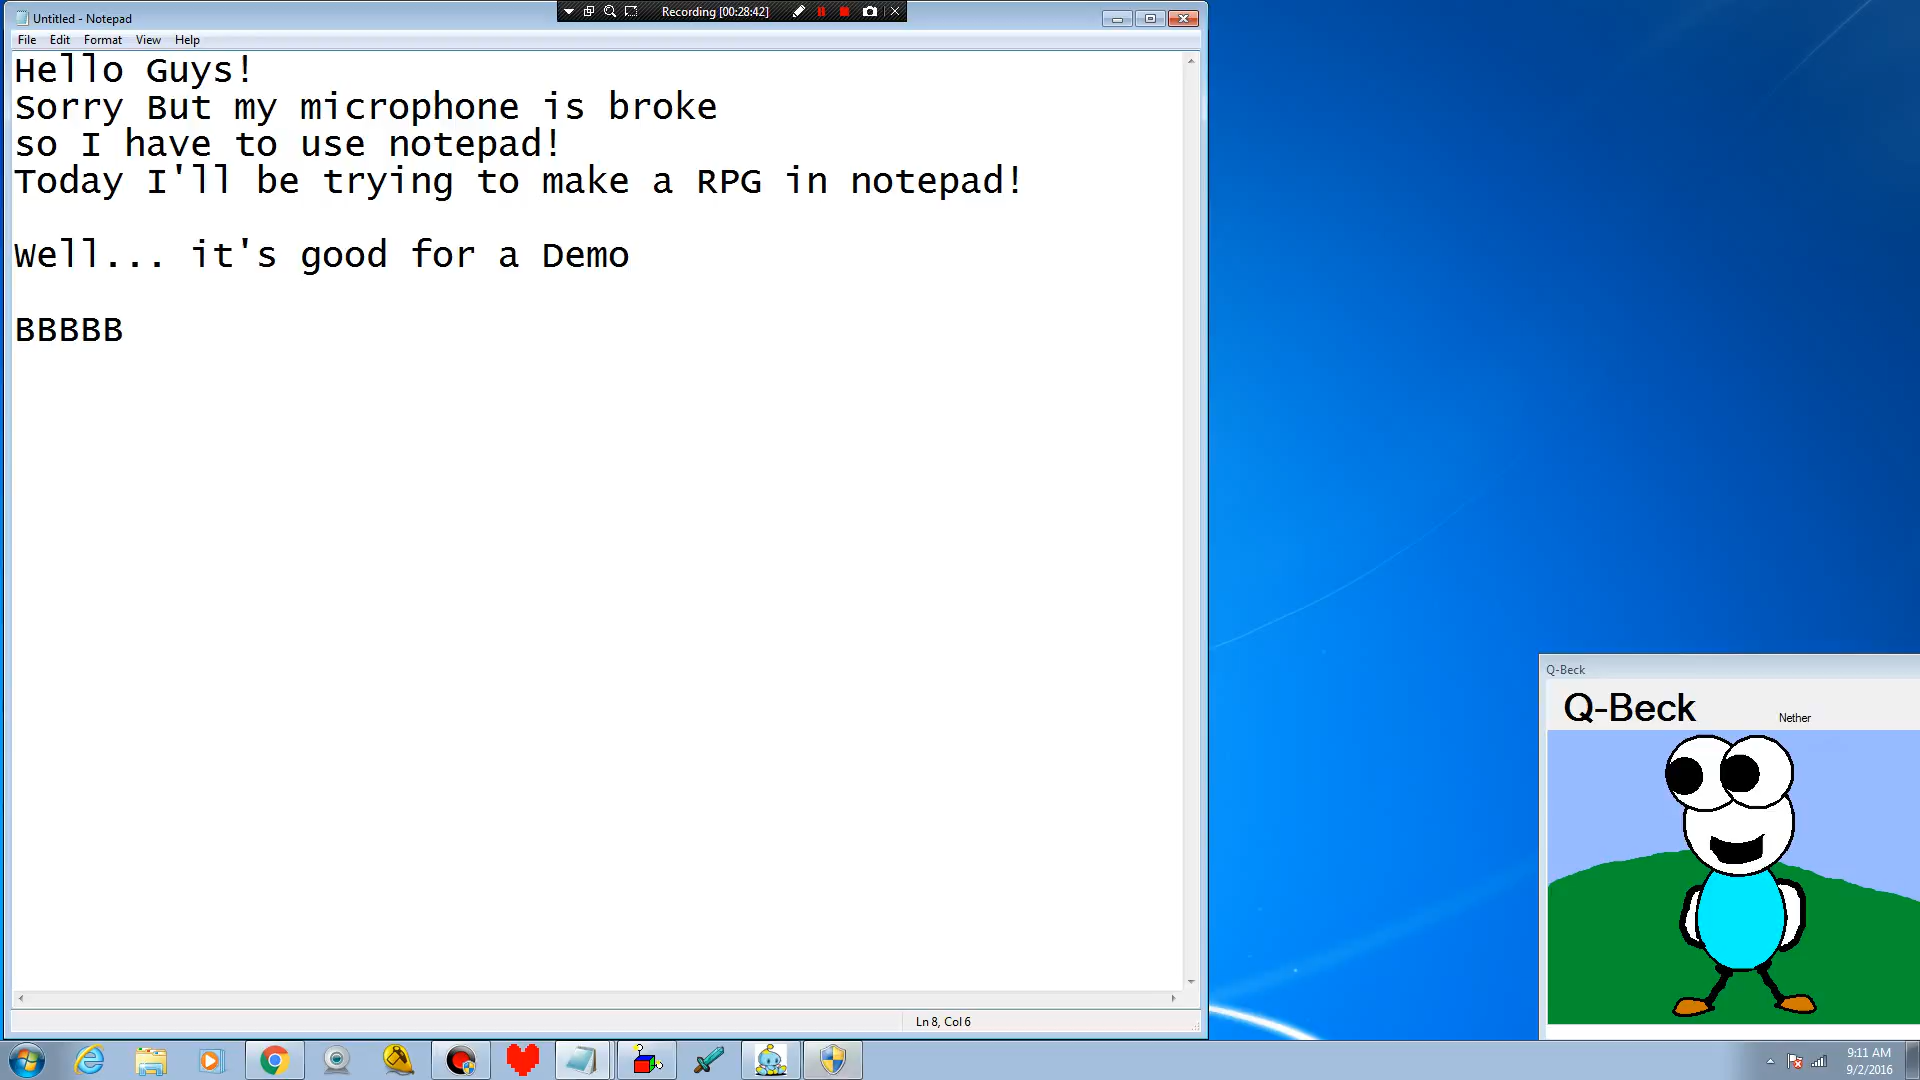 Untitled - Notepad
Recording [00:28:42]
File Edit Format View Help
Hello Guys!
Sorry But my microphone is broke
so I have to use notepad!
Today I'll be trying to make a RPG in notepad!
Well... it's good for a Demo
BBBBB
Ln 8, Col 6
Q-Beck
Q-Beck
Nether
9:11 AM
9/2/2016